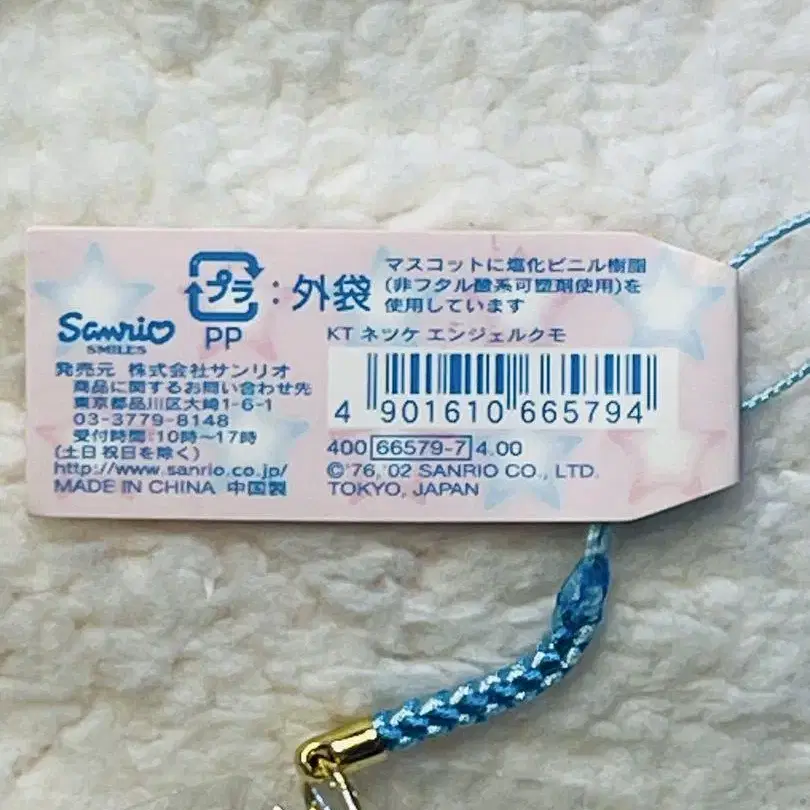 プラ
PP
:外袋
マスコットに塩化ビニル樹脂
(非フタル酸系可塑剤使用)を
使用しています
Sanrio
SMILES
発売元 株式会社サンリオ
商品に関するお問い合わせ先
東京都品川区大崎1-6-1
03-3779-8148
受付時間:10時〜17時
(土日祝日を除く)
http://www.sanrio.co.jp/
MADE IN CHINA 中国製
KT ネツケ エンジェルクモ
4 901610 665794
400 66579-7 4.00
©'76,'02 SANRIO CO., LTD.
TOKYO, JAPAN